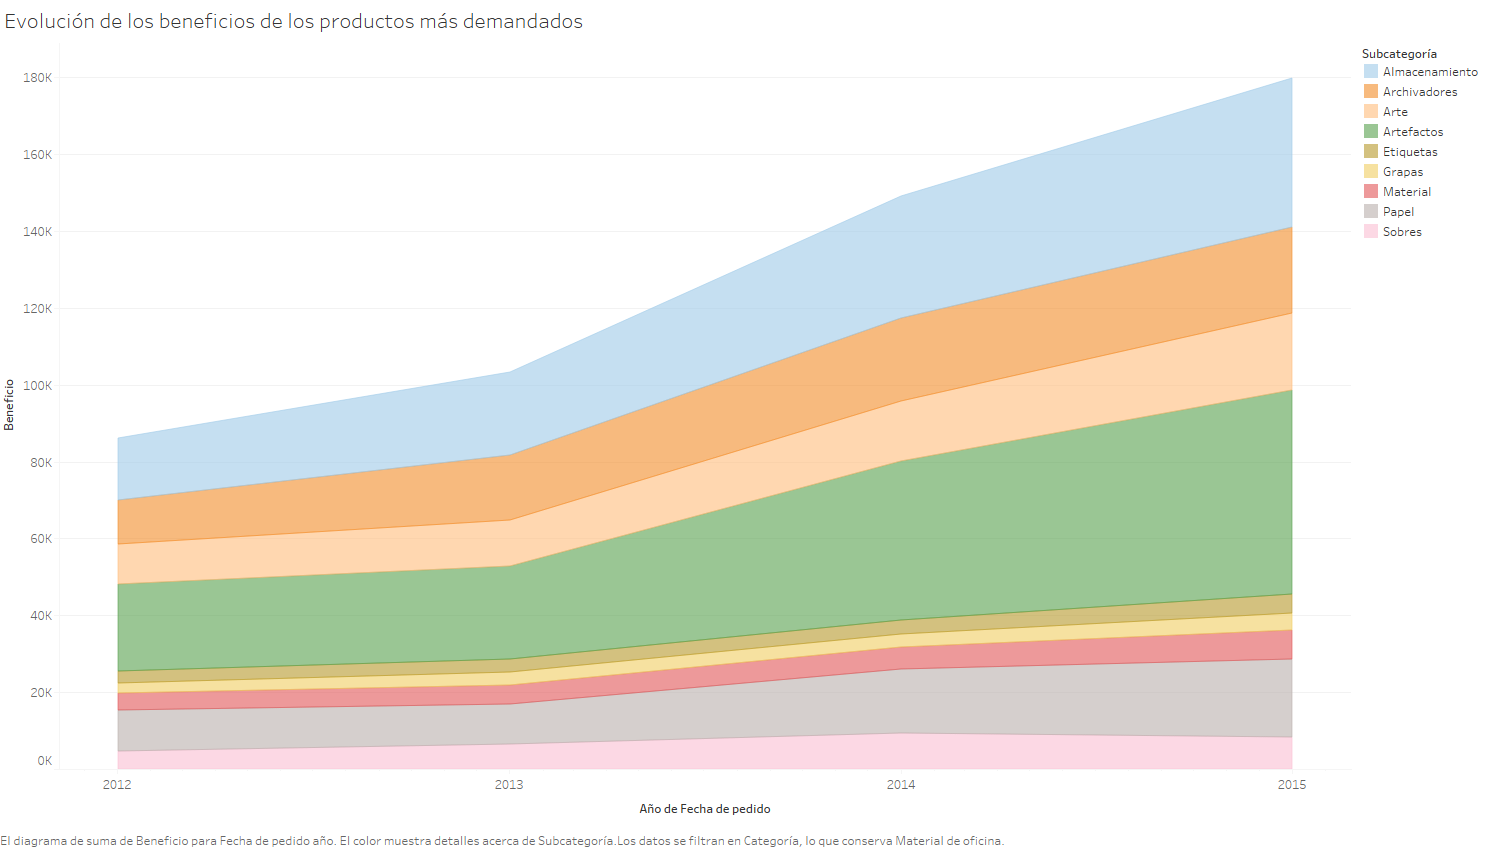 Evolución de los beneficios de los productos más demandados
Subcategoría
Almacenamiento
Archivadores
Arte
Artefactos
Etiquetas
Grapas
Material
Papel
Sobres
180K
160K
140K
120K
100K
80K
60K
40K
20K
0K
Beneficio
2012
2013
2014
2015
Año de Fecha de pedido
El diagrama de suma de Beneficio para Fecha de pedido año. El color muestra detalles acerca de Subcategoría.Los datos se filtran en Categoría, lo que conserva Material de oficina.